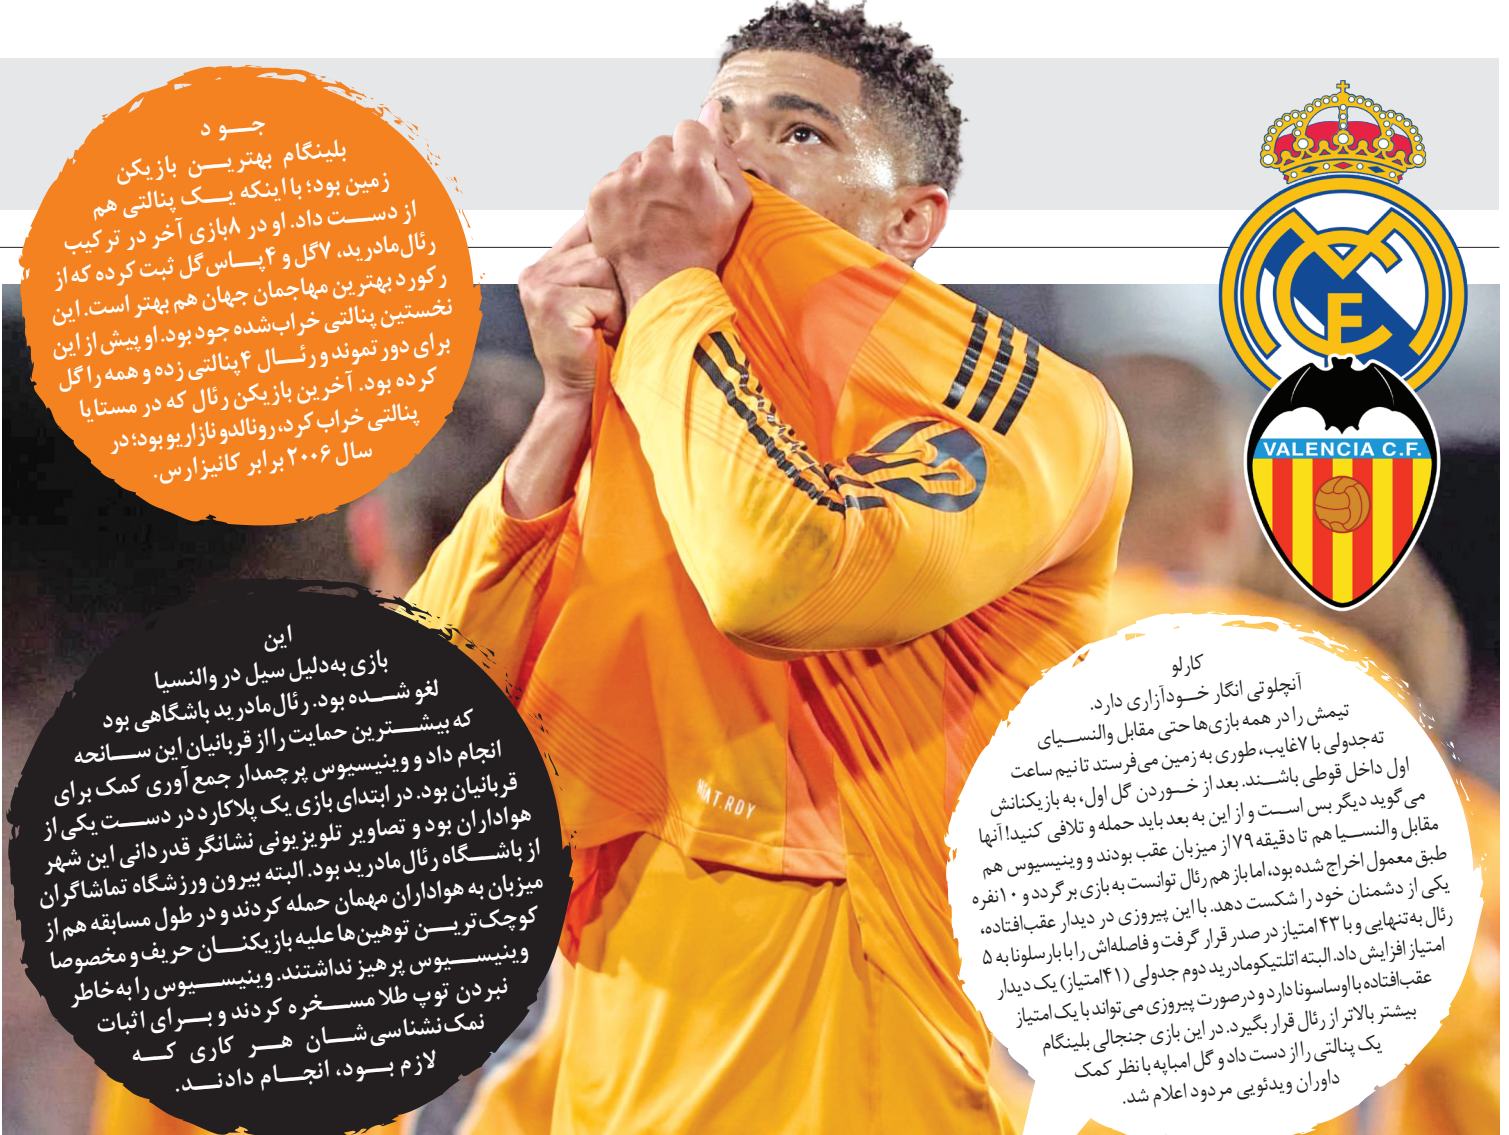 جود
بلینگام بهترین بازیکن
زمین بود؛ با اینکه یک پنالتی هم
از دست داد. او در ۸بازی آخر در ترکیب
رئال‌مادرید، ۷گل و ۴پاس‌گل ثبت کرده که از
رکورد بهترین مهاجمان جهان هم بهتر است. این
نخستین پنالتی خراب‌شده جود بود. او پیش از این
برای دورتموند و رئال ۴پنالتی زده و همه را گل
کرده بود. آخرین بازیکن رئال که در مستایا
پنالتی خراب کرد، رونالدو نازاریو بود؛ در
سال ۲۰۰۶ برابر کانیزارس.
این
بازی به‌دلیل سیل در والنسیا
لغو شده بود. رئال‌مادرید باشگاهی بود
که بیشترین حمایت را از قربانیان این سانحه
انجام داد و وینیسیوس پرچمدار جمع آوری کمک برای
قربانیان بود. در ابتدای بازی یک پلاکارد در دست یکی از
هواداران بود و تصاویر تلویزیونی نشانگر قدردانی این شهر
از باشگاه رئال‌مادرید بود. البته بیرون ورزشگاه تماشاگران
میزبان به هواداران مهمان حمله کردند و در طول مسابقه هم از
کوچک‌ترین توهین‌ها علیه بازیکنان حریف و مخصوصا
وینیسیوس پرهیز نداشتند. وینیسیوس را به‌خاطر
نبردن توپ طلا مسخره کردند و برای اثبات
نمک‌نشناسی‌شان هر کاری که
لازم بود، انجام دادند.
کارلو
آنچلوتی انگار خودآزاری دارد.
تیمش را در همه بازی‌ها حتی مقابل والنسیای
ته‌جدولی با ۷غایب، طوری به زمین می‌فرستد تا نیم ساعت
اول داخل قوطی باشند. بعد از خوردن گل اول، به بازیکنانش
می‌گوید دیگر بس است و از این به بعد باید حمله و تلافی کنید! آنها
مقابل والنسیا هم تا دقیقه ۷۹ از میزبان عقب بودند و وینیسیوس هم
طبق معمول اخراج شده بود، اما باز هم رئال توانست به بازی برگردد و ۱۰نفره
یکی از دشمنان خود را شکست دهد. با این پیروزی در دیدار عقب‌افتاده،
رئال به‌تنهایی و با ۴۳ امتیاز در صدر قرار گرفت و فاصله‌اش را با بارسلونا به ۵
امتیاز افزایش داد. البته اتلتیکومادرید دوم جدولی (۴۱امتیاز) یک دیدار
عقب‌افتاده با اوساسونا دارد و درصورت پیروزی می‌تواند با یک امتیاز
بیشتر بالاتر از رئال قرار بگیرد. در این بازی جنجالی بلینگام
یک پنالتی را از دست داد و گل امباپه با نظر کمک
داوران ویدئویی مردود اعلام شد.
VALENCIA C.F.